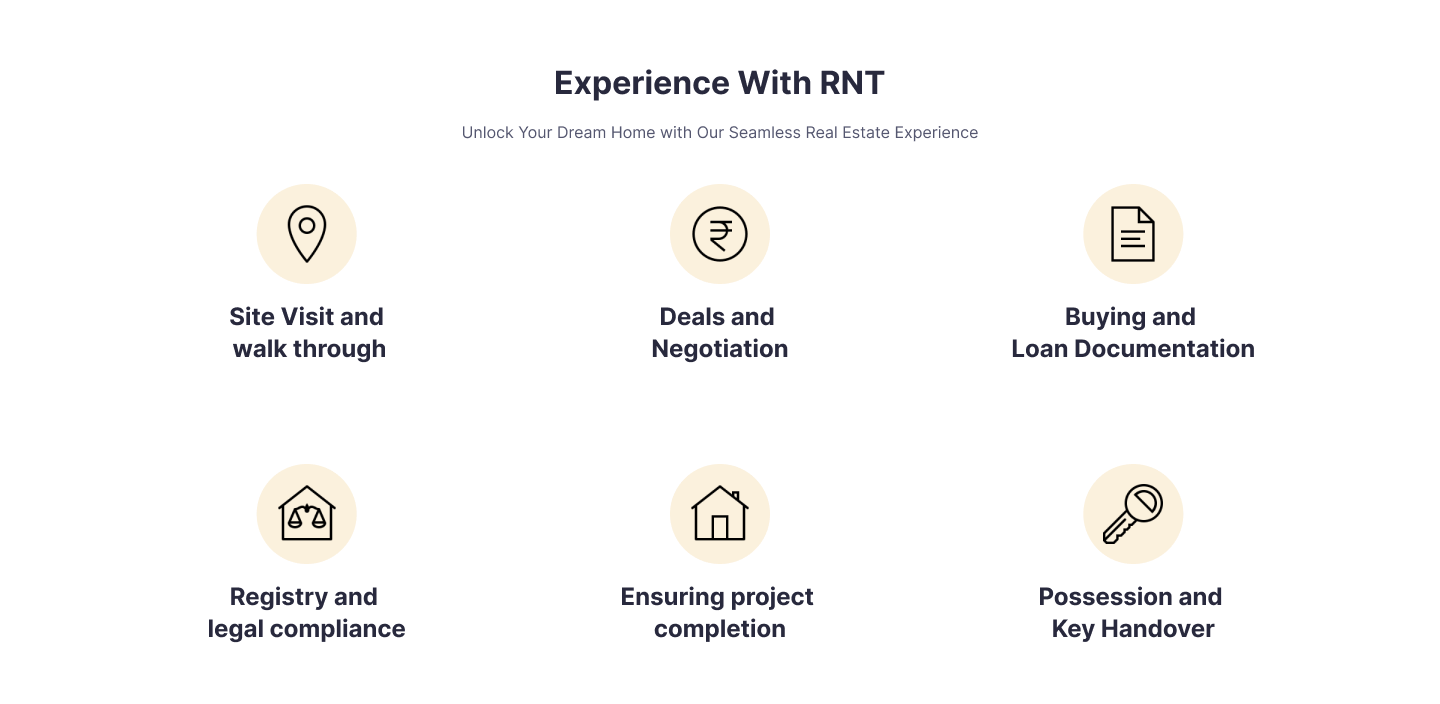 Experience With RNT
Unlock Your Dream Home with Our Seamless Real Estate Experience
Site Visit and
walk through
Deals and
Negotiation
Buying and
Loan Documentation
Registry and
legal compliance
Ensuring project
completion
Possession and
Key Handover